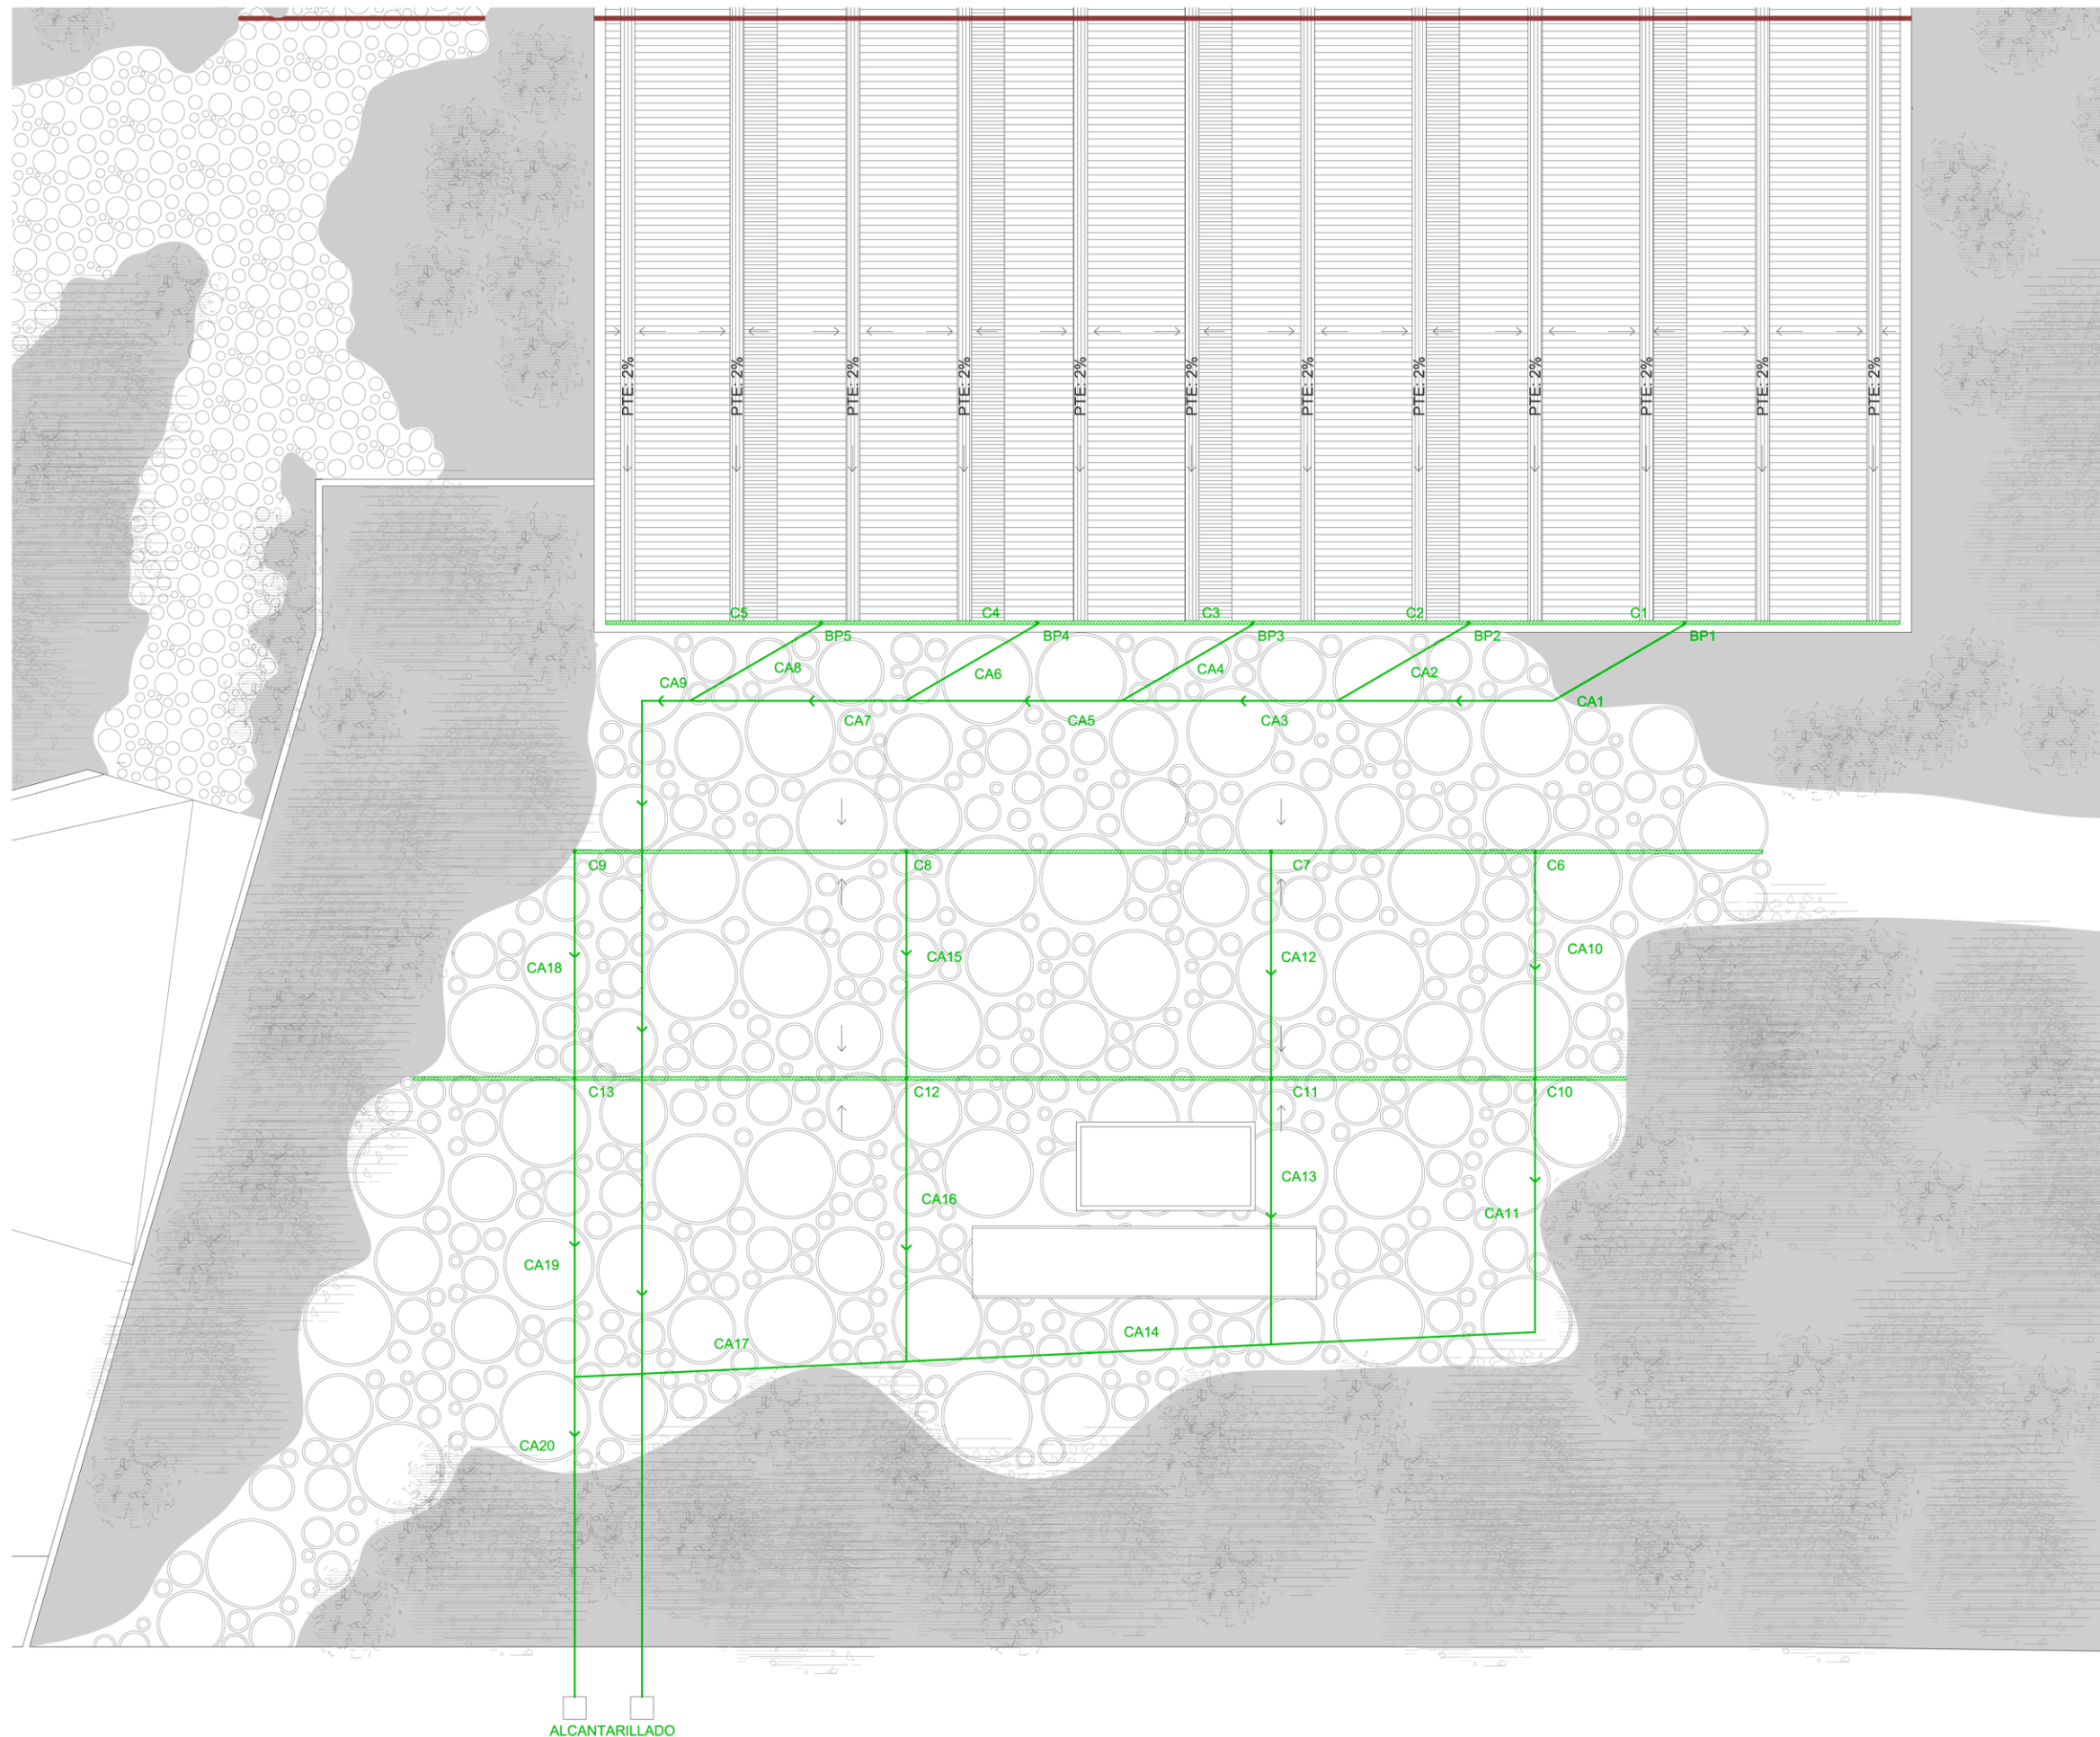 PTE: 2%
PTE: 2%
PTE: 2%
PTE: 2%
PTE: 2%
PTE: 2%
PTE: 2%
PTE: 2%
PTE: 2%
PTE: 2%
PTE: 2%
PTE: 2%
C5 C4 C3 C2 C1
BP5 BP4 BP3 BP2 BP1
CA8 CA6 CA4 CA2
CA9 CA1
CA7 CA5 CA3
C9 C8 C7 C6
CA18 CA15 CA12 CA10
C13 C12 C11 C10
CA16 CA13 CA11
CA19
CA17 CA14
CA20
ALCANTARILLADO